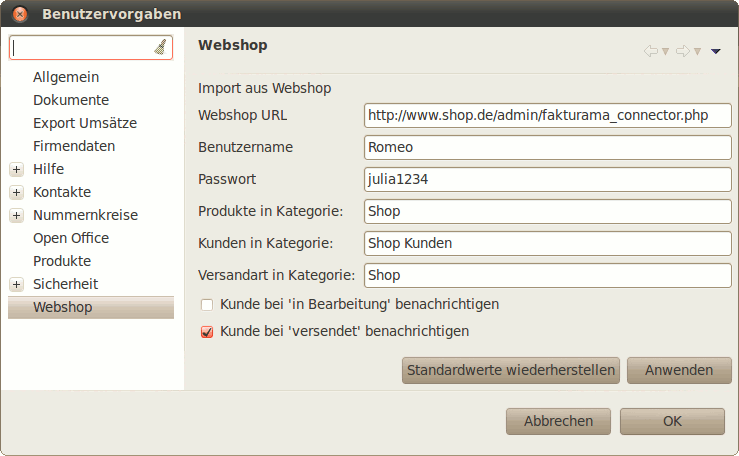 Benutzervorgaben
Allgemein
Dokumente
Export Umsätze
Firmendaten
Hilfe
Kontakte
Nummernkreise
Open Office
Produkte
Sicherheit
Webshop
Webshop
Import aus Webshop
Webshop URL http://www.shop.de/admin/fakturama_connector.php
Benutzername Romeo
Passwort julia1234
Produkte in Kategorie: Shop
Kunden in Kategorie: Shop Kunden
Versandart in Kategorie: Shop
Kunde bei 'in Bearbeitung' benachrichtigen
Kunde bei 'versendet' benachrichtigen
Standardwerte wiederherstellen Anwenden
Abbrechen OK